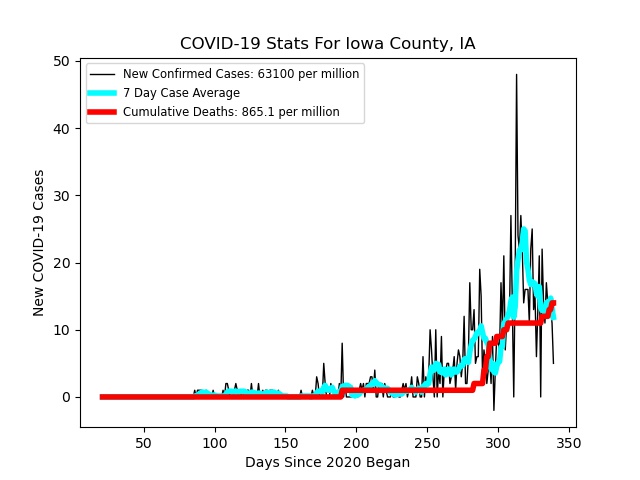 COVID-19 Stats For Iowa County, IA
New Confirmed Cases: 63100 per million
7 Day Case Average
Cumulative Deaths: 865.1 per million
New COVID-19 Cases
50
40
30
20
10
0
50 100 150 200 250 300 350
Days Since 2020 Began